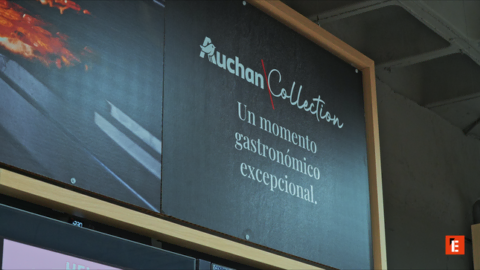 Auchan Collection
Un momento
gastronómico
excepcional.
E